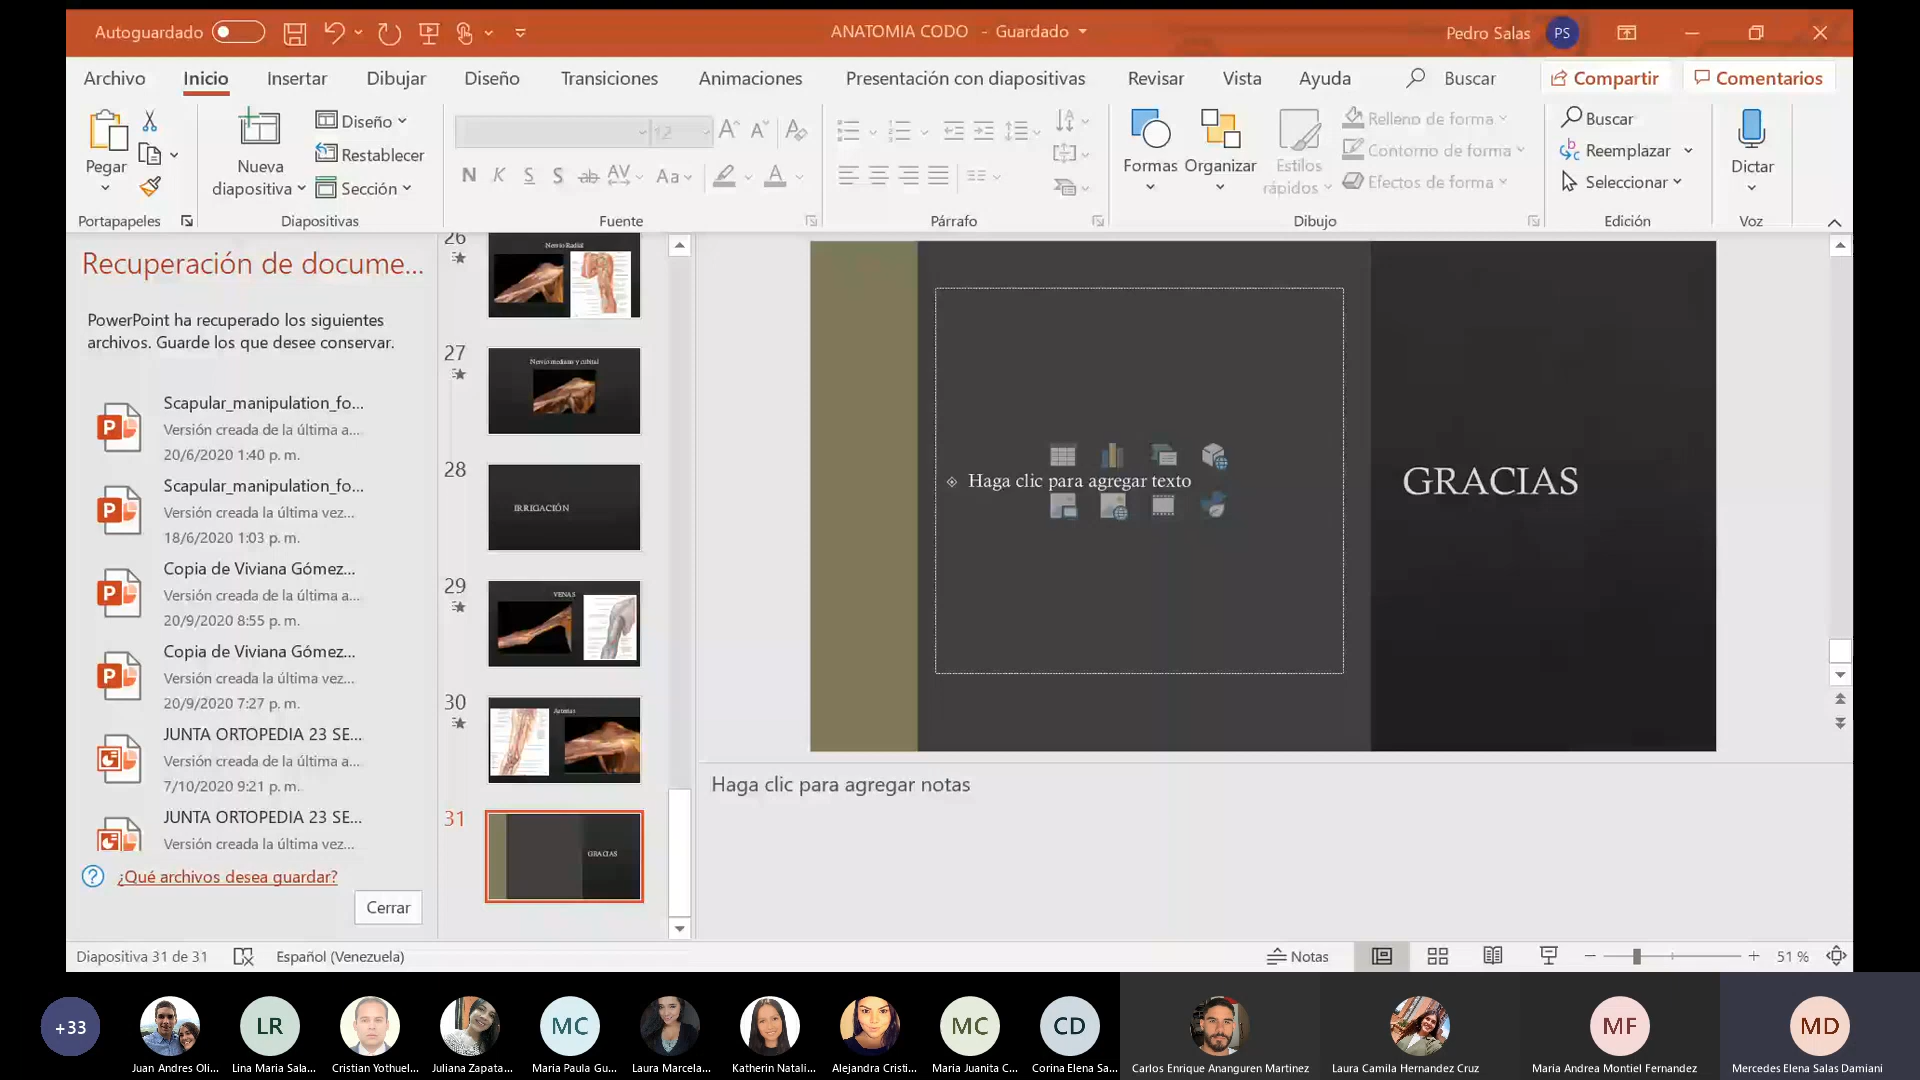 Autoguardado
ANATOMIA CODO - Guardado
Pedro Salas PS
Archivo Inicio Insertar Dibujar Diseño Transiciones Animaciones Presentación con diapositivas Revisar Vista Ayuda Buscar Compartir Comentarios
Pegar
Portapapeles
Nueva
diapositiva
Diseño
Restablecer
Sección
Diapositivas
12
N K S S ab AV Aa A
Fuente
Párrafo
Formas
Organizar
Estilos
rápidos
Relleno de forma
Contorno de forma
Efectos de forma
Dibujo
Buscar
Reemplazar
Seleccionar
Edición
Dictar
Voz
Recuperación de docume...
PowerPoint ha recuperado los siguientes
archivos. Guarde los que desee conservar.
Scapular_manipulation_fo...
Versión creada de la última a...
20/6/2020 1:40 p. m.
Scapular_manipulation_fo...
Versión creada la última vez...
18/6/2020 1:03 p. m.
Copia de Viviana Gómez...
Versión creada de la última a...
20/9/2020 8:55 p. m.
Copia de Viviana Gómez...
Versión creada la última vez...
20/9/2020 7:27 p. m.
JUNTA ORTOPEDIA 23 SE...
Versión creada de la última a...
7/10/2020 9:21 p. m.
JUNTA ORTOPEDIA 23 SE...
Versión creada la última vez...
¿Qué archivos desea guardar?
Cerrar
26
Nervio Radial
27
Nervio mediano y cubital
28
IRRIGACIÓN
29
VENAS
30
Arterias
31
GRACIAS
Haga clic para agregar texto
GRACIAS
Haga clic para agregar notas
Diapositiva 31 de 31
Español (Venezuela)
Notas
51 %
+33
LR
MC
MC
CD
MF
MD
Juan Andres Oli...
Lina Maria Sala...
Cristian Yothuel...
Juliana Zapata...
Maria Paula Gu...
Laura Marcela...
Katherin Natali...
Alejandra Cristi...
Maria Juanita C...
Corina Elena Sa...
Carlos Enrique Ananguren Martinez
Laura Camila Hernandez Cruz
Maria Andrea Montiel Fernandez
Mercedes Elena Salas Damiani